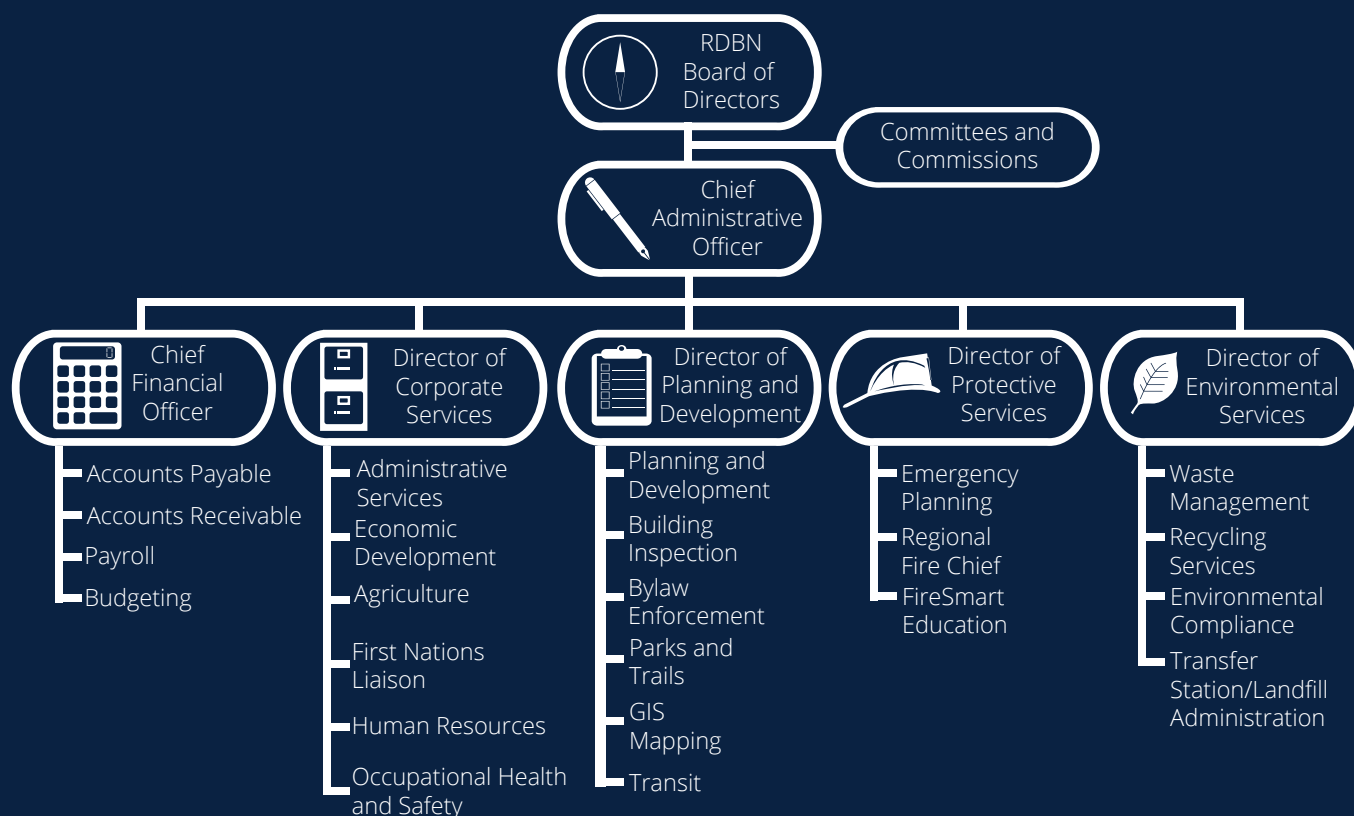 RDBN
Board of
Directors
Committees and
Commissions
Chief
Administrative
Officer
0
Chief
Financial
Officer
Director of
Corporate
Services
Director of
Planning and
Development
Director of
Protective
Services
Director of
Environmental
Services
Accounts Payable
Accounts Receivable
Payroll
Budgeting
Administrative
Services
Economic
Development
Agriculture
First Nations
Liaison
Human Resources
Occupational Health
and Safety
Planning and
Development
Building
Inspection
Bylaw
Enforcement
Parks and
Trails
GIS
Mapping
Transit
Emergency
Planning
Regional
Fire Chief
FireSmart
Education
Waste
Management
Recycling
Services
Environmental
Compliance
Transfer
Station/Landfill
Administration